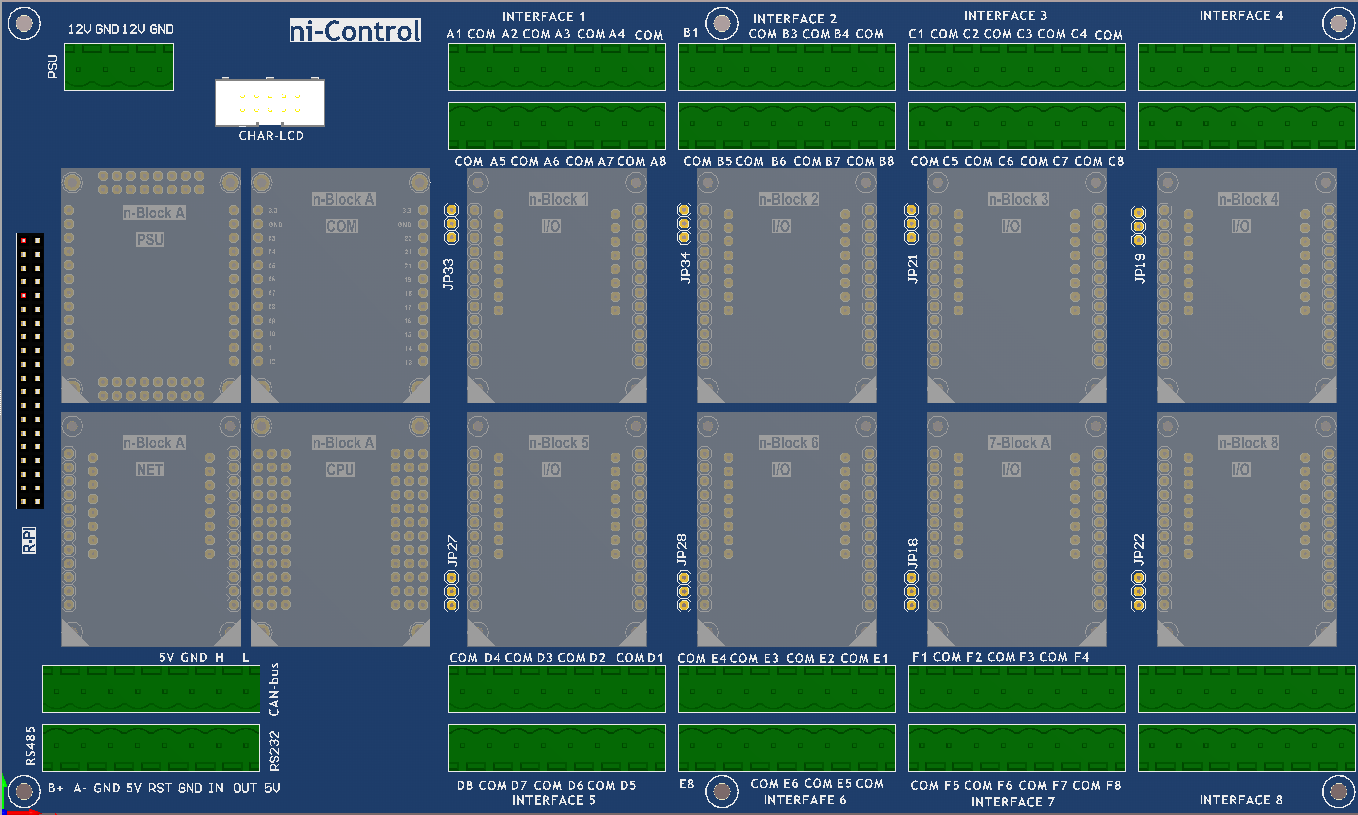 INTERFACE 1
INTERFACE 2
INTERFACE 3
INTERFACE 4
12V GND 12V GND
ni-Control
A1 COM A2 COM A3 COM A4 COM
B1 COM B3 COM B4 COM
C1 COM C2 COM C3 COM C4 COM
PSU
CHAR-LCD
COM A5 COM A6 COM A7 COM A8
COM B5 COM B6 COM B7 COM B8
COM C5 COM C6 COM C7 COM C8
n-Block A
PSU
n-Block A
COM
n-Block 1
I/O
n-Block 2
I/O
n-Block 3
I/O
n-Block 4
I/O
3.3
GND
GND
JP33
JP34
JP21
JP19
n-Block A
NET
n-Block A
CPU
n-Block 5
I/O
n-Block 6
I/O
7-Block A
I/O
n-Block 8
I/O
R-Pi
JP27
JP28
JP18
JP22
5V GND H L
COM D4 COM D3 COM D2 COM D1
COM E4 COM E3 COM E2 COM E1
F1 COM F2 COM F3 COM F4
CAN-bus
RS485
RS232
B+ A- GND 5V RST GND IN OUT 5V
D8 COM D7 COM D6 COM D5
E8 COM E6 COM E5 COM
COM F5 COM F6 COM F7 COM F8
INTERFACE 5
INTERFAFE 6
INTERFACE 7
INTERFACE 8